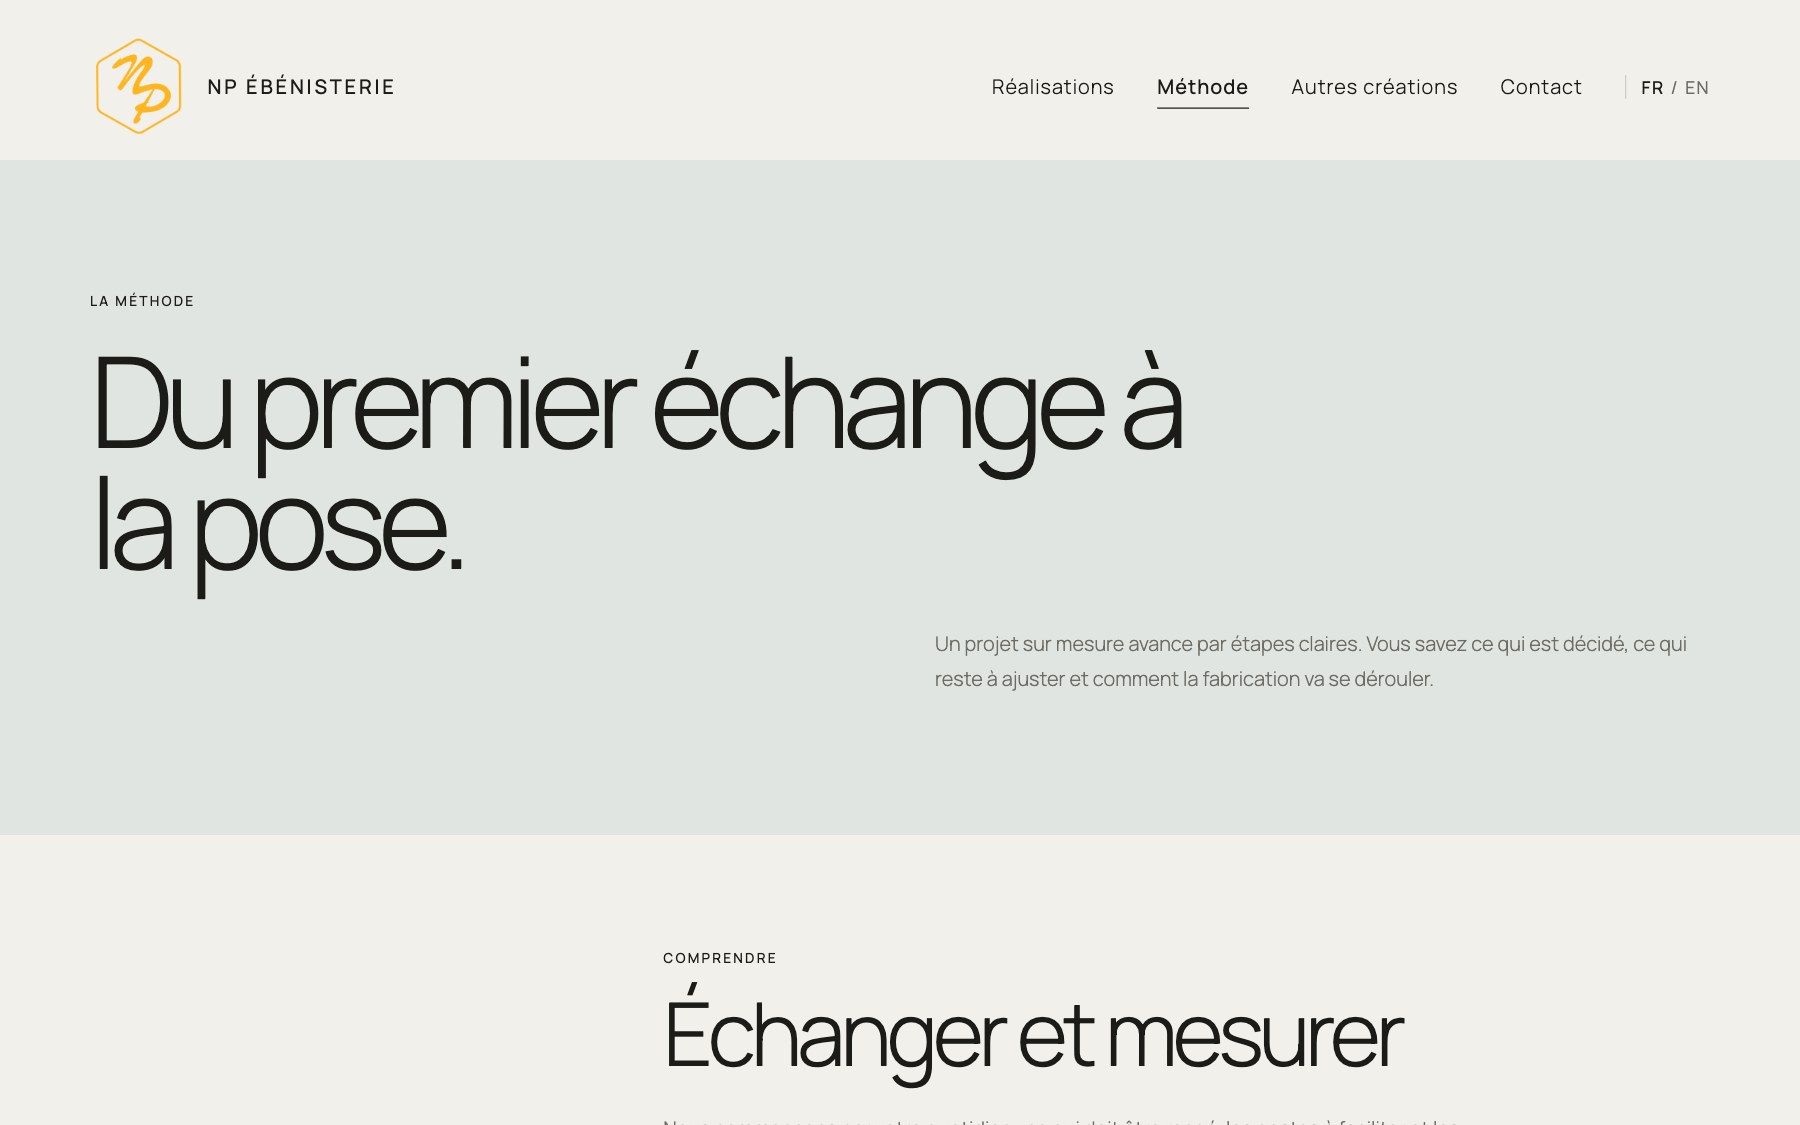 NP
NP ÉBÉNISTERIE
Réalisations
Méthode
Autres créations
Contact
FR / EN
LA MÉTHODE
Du premier échange à
la pose.
Un projet sur mesure avance par étapes claires. Vous savez ce qui est décidé, ce qui
reste à ajuster et comment la fabrication va se dérouler.
COMPRENDRE
Échanger et mesurer